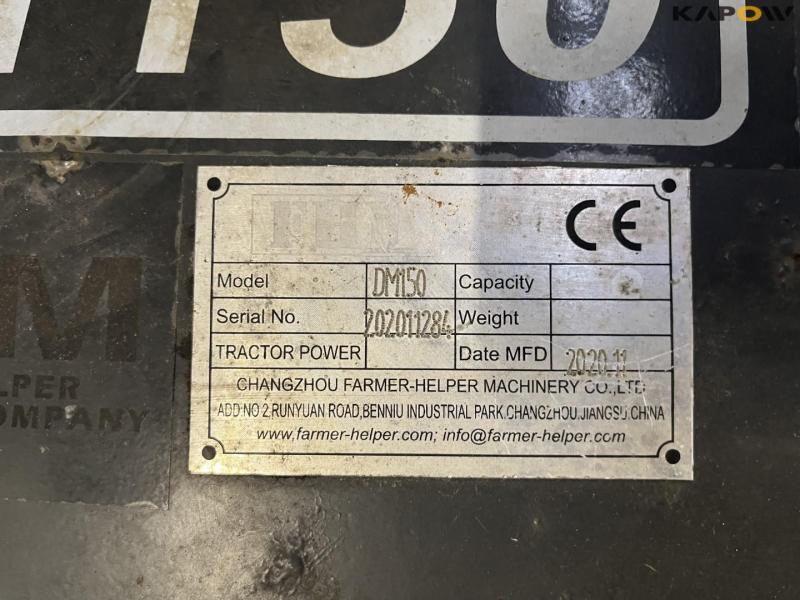 KAPOW
FHM
CE
Model DM150 Capacity
Serial No. 202011284 Weight
TRACTOR POWER Date MFD 2020.11
CHANGZHOU FARMER-HELPER MACHINERY CO.,LTD
ADD:NO.2,RUNYUAN ROAD,BENNIU INDUSTRIAL PARK,CHANGZHOU,JIANGSU,CHINA
www.farmer-helper.com; info@farmer-helper.com
M
LPER
COMPANY